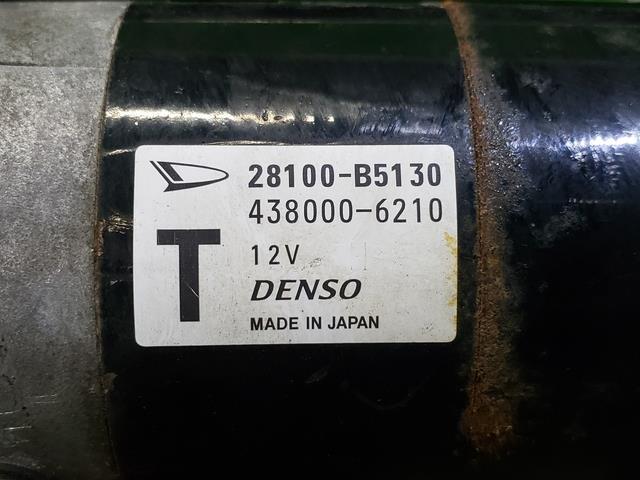 28100-B5130
438000-6210
T
12V
DENSO
MADE IN JAPAN